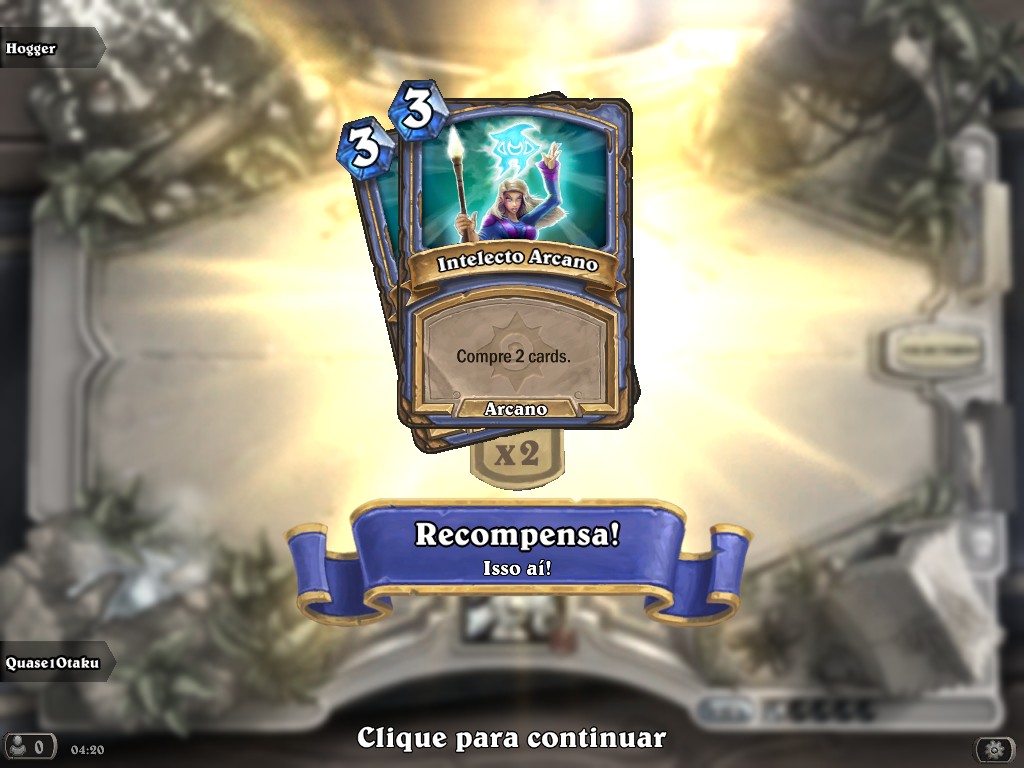 Hogger
3
3
Intelecto Arcano
Compre 2 cards.
Arcano
x2
Recompensa!
Isso aí!
Quase1Otaku
Clique para continuar
0
04:20